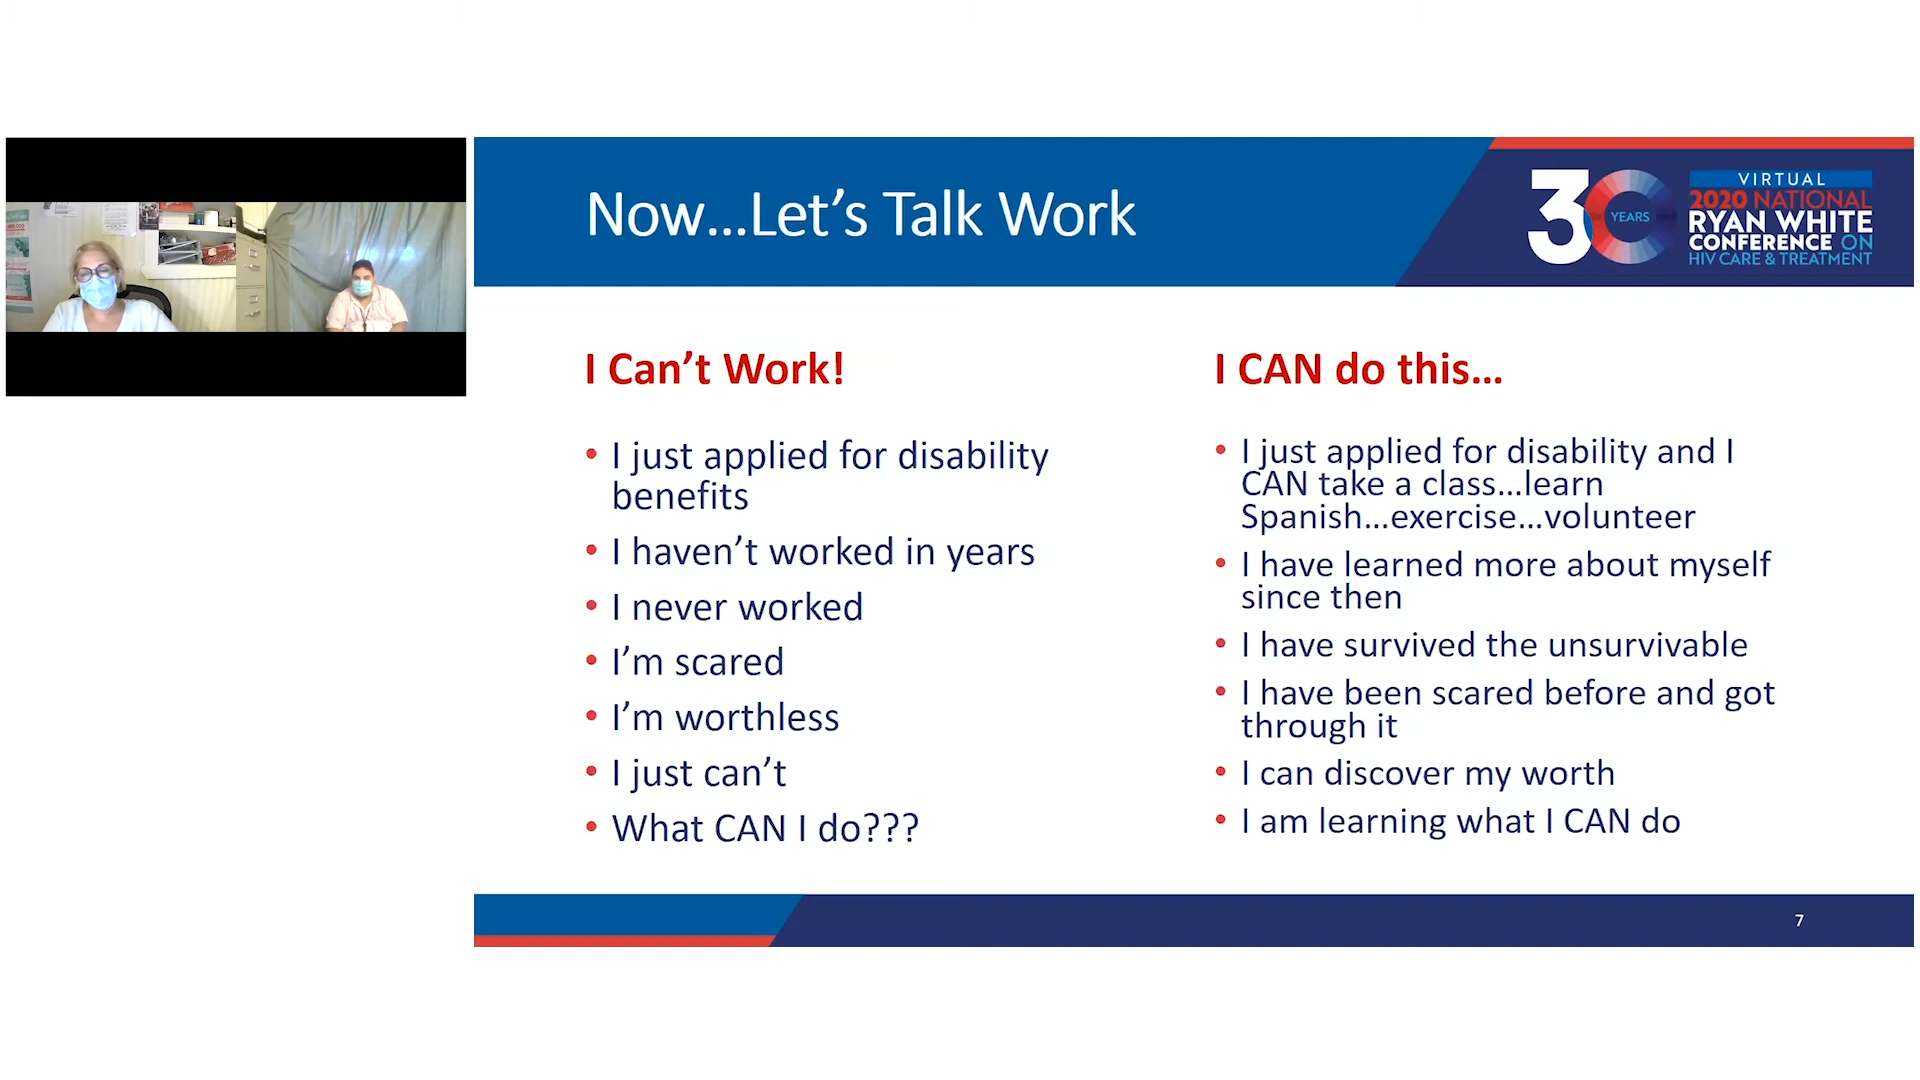 Now...Let's Talk Work
30
YEARS
VIRTUAL
2020 NATIONAL
RYAN WHITE
CONFERENCE ON
HIV CARE & TREATMENT
I Can't Work!
• I just applied for disability
benefits
• I haven't worked in years
• I never worked
• I'm scared
• I'm worthless
• I just can't
• What CAN I do???
I CAN do this...
• I just applied for disability and I
CAN take a class...learn
Spanish...exercise...volunteer
• I have learned more about myself
since then
• I have survived the unsurvivable
• I have been scared before and got
through it
• I can discover my worth
• I am learning what I CAN do
7